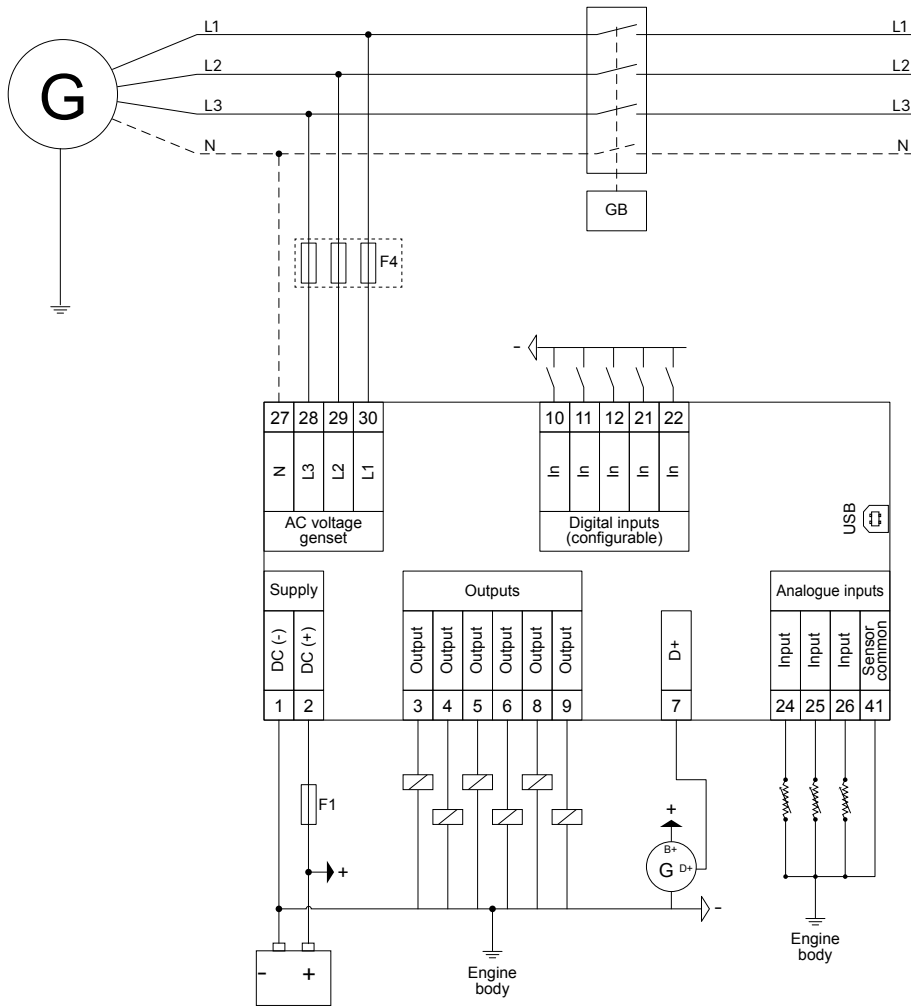 L1
L1
L2
L2
G
L3
L3
N
N
GB
F4
-
27 28 29 30
10 11 12 21 22
N L3 L2 L1
In In In In In
AC voltage
genset
Digital inputs
(configurable)
USB
Supply
Outputs
Analogue inputs
DC (-) DC (+)
Output Output Output Output Output Output
D+
Input Input Input Sensor
common
1 2
3 4 5 6 8 9
7
24 25 26 41
F1
+
+
B+
G D+
-
- +
Engine
body
Engine
body